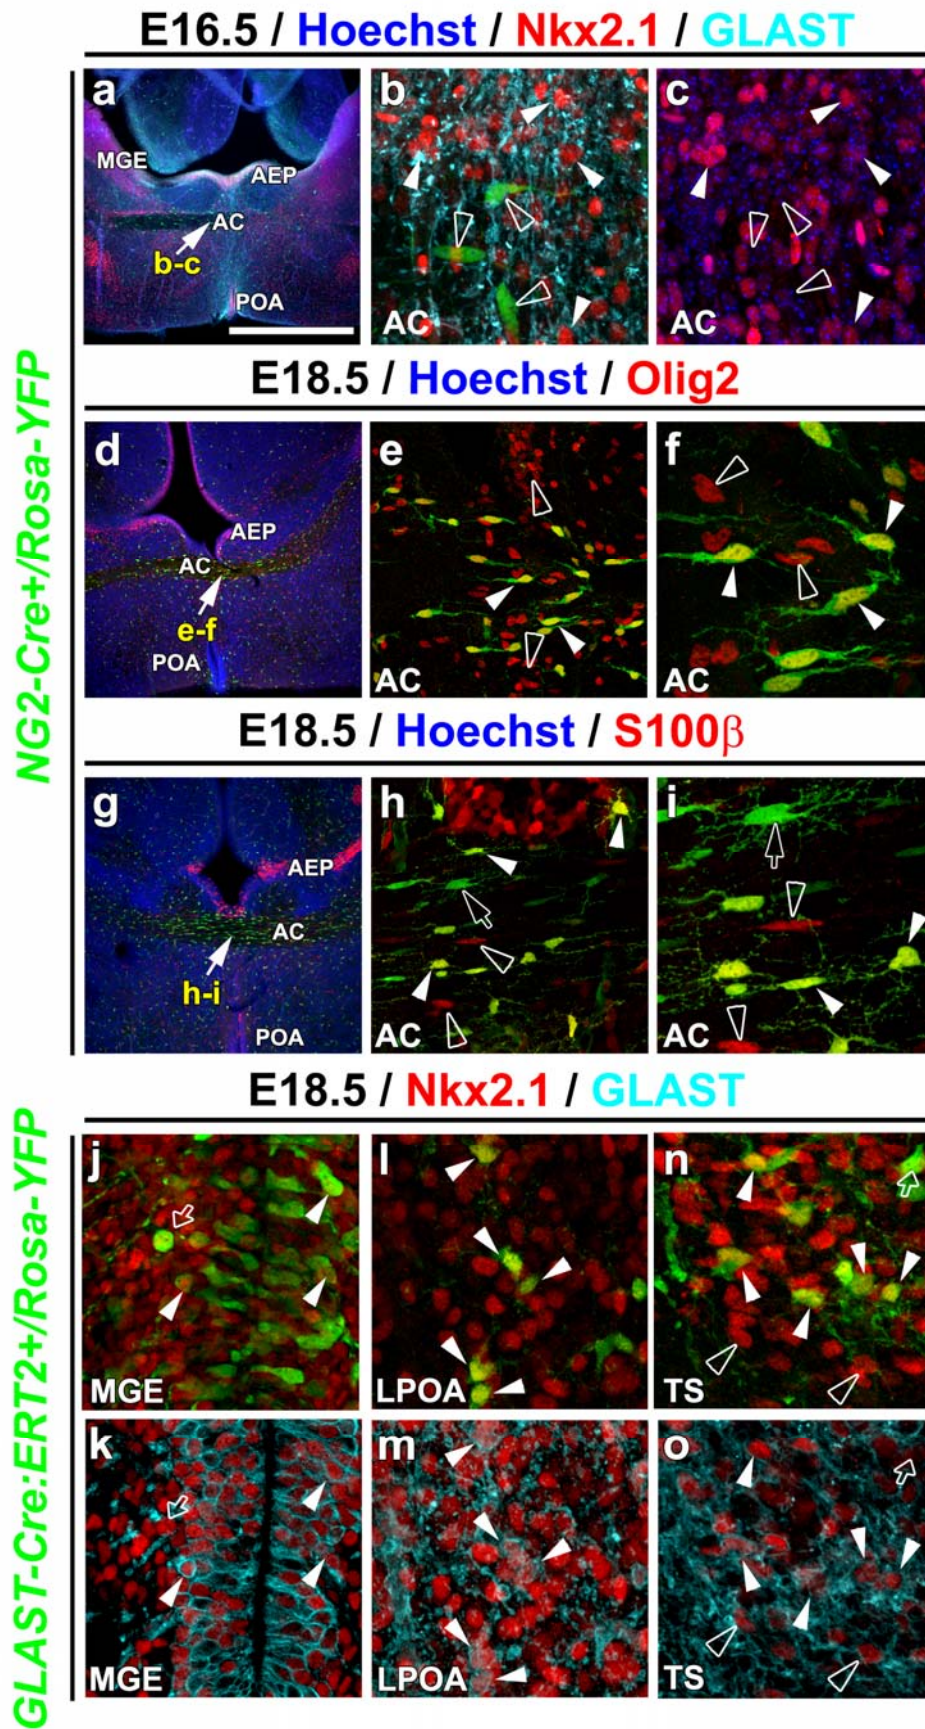 E16.5 / Hoechst / Nkx2.1 / GLAST
NG2-Cre+/Rosa-YFP
a
MGE
AEP
AC
b-c
POA
b
AC
c
AC
E18.5 / Hoechst / Olig2
d
AEP
AC
e-f
POA
e
AC
f
AC
E18.5 / Hoechst / S100β
g
AEP
AC
h-i
POA
h
AC
i
AC
E18.5 / Nkx2.1 / GLAST
GLAST-Cre:ERT2+/Rosa-YFP
j
MGE
l
LPOA
n
TS
k
MGE
m
LPOA
o
TS